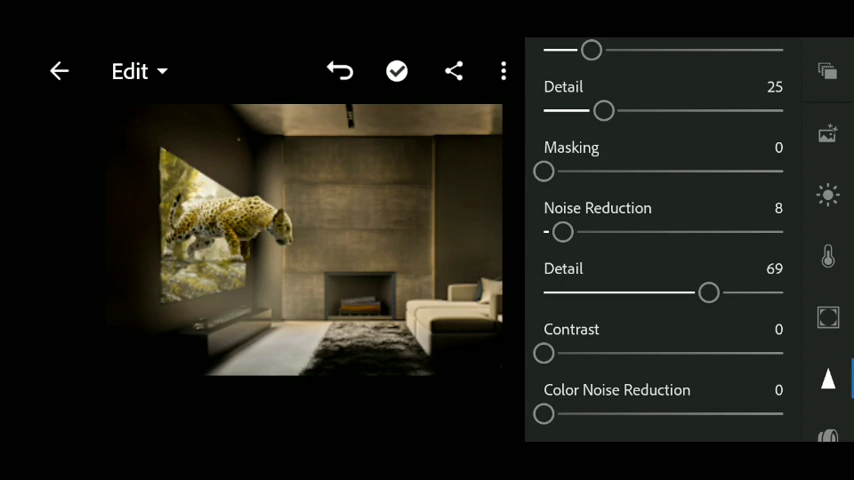 Edit
Detail 25
Masking 0
Noise Reduction 8
Detail 69
Contrast 0
Color Noise Reduction 0